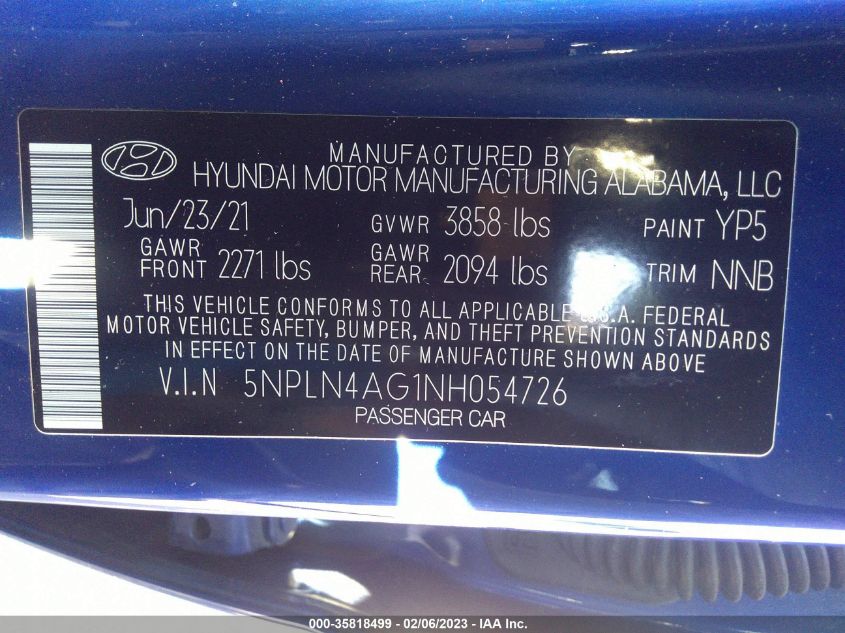 MANUFACTURED BY
HYUNDAI MOTOR MANUFACTURING ALABAMA, LLC
Jun/23/21 GVWR 3858 lbs PAINT YP5
GAWR FRONT 2271 lbs GAWR REAR 2094 lbs TRIM NNB
THIS VEHICLE CONFORMS TO ALL APPLICABLE U.S.A. FEDERAL
MOTOR VEHICLE SAFETY, BUMPER, AND THEFT PREVENTION STANDARDS
IN EFFECT ON THE DATE OF MANUFACTURE SHOWN ABOVE
V.I.N 5NPLN4AG1NH054726
PASSENGER CAR
000-35818499 - 02/06/2023 - IAA Inc.